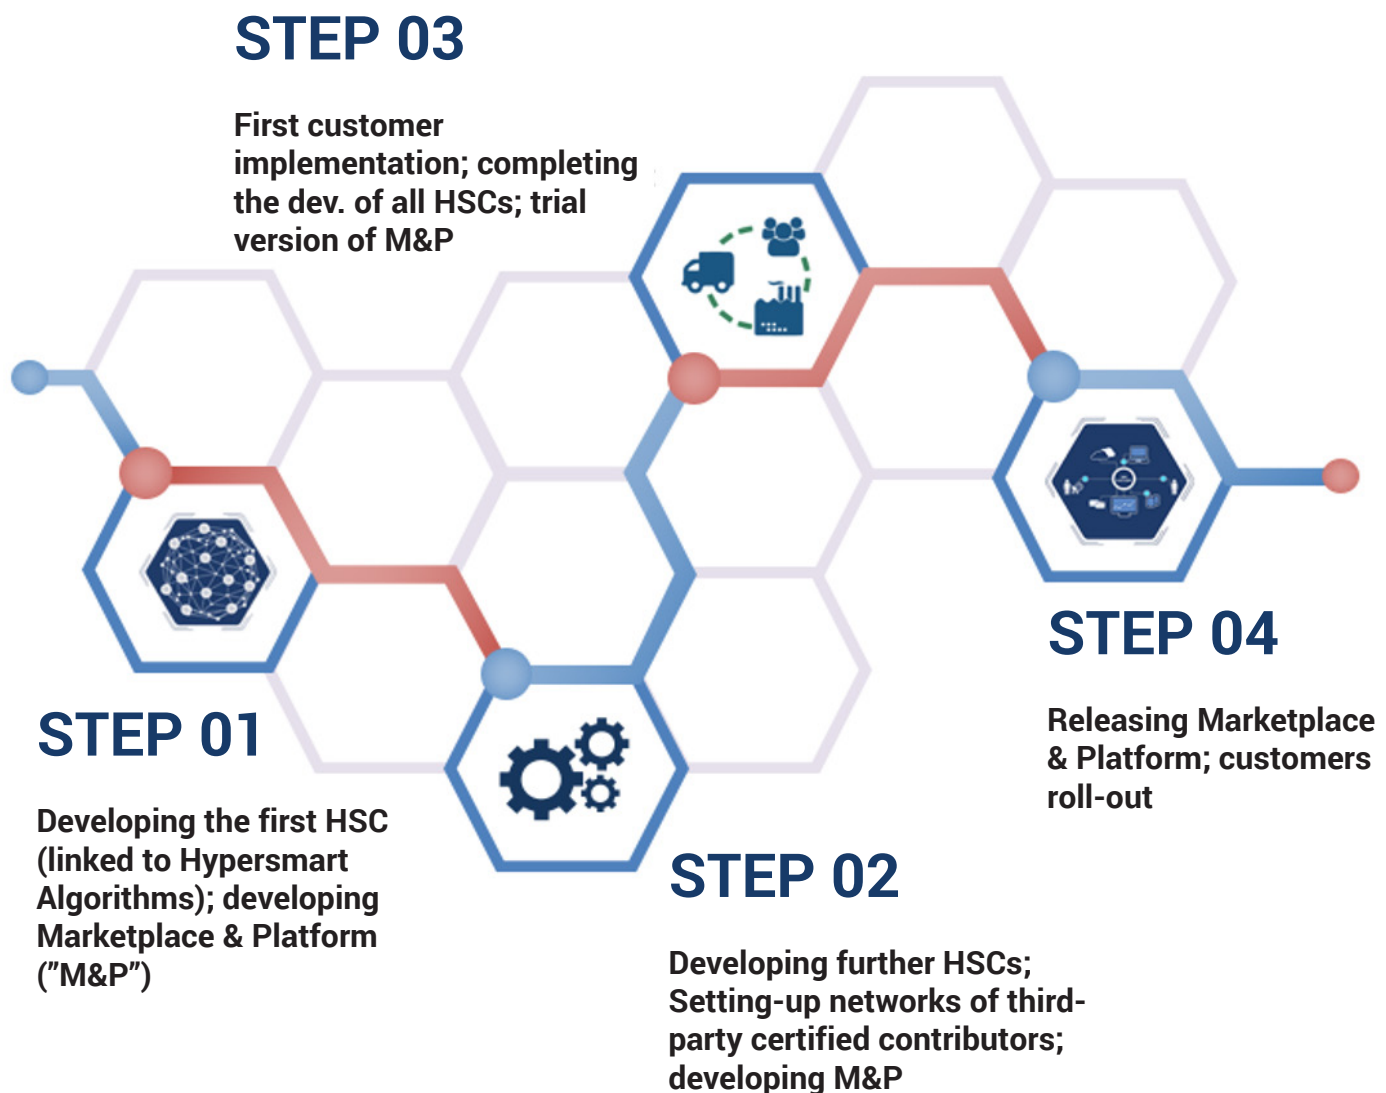 STEP 03
First customer
implementation; completing
the dev. of all HSCs; trial
version of M&P
STEP 01
Developing the first HSC
(linked to Hypersmart
Algorithms); developing
Marketplace & Platform
(”M&P”)
STEP 02
Developing further HSCs;
Setting-up networks of third-
party certified contributors;
developing M&P
STEP 04
Releasing Marketplace
& Platform; customers
roll-out